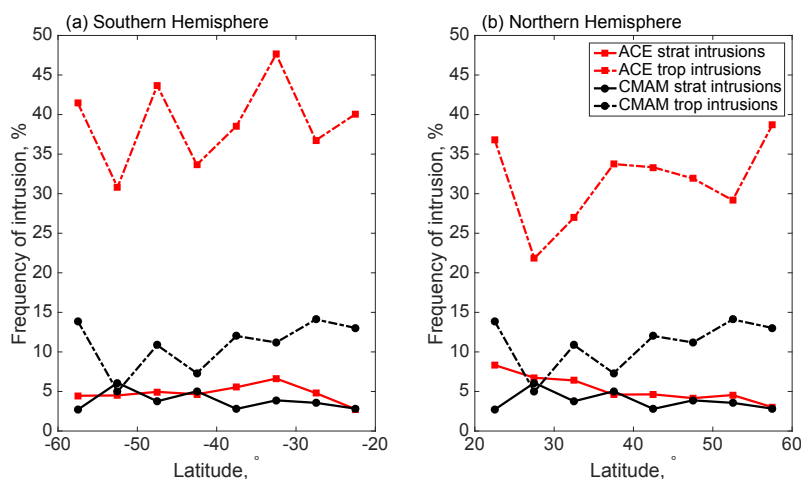 (a) Southern Hemisphere
50
45
40
35
30
25
20
15
10
5
0
Frequency of intrusion, %
-60 -50 -40 -30 -20
Latitude, °
(b) Northern Hemisphere
ACE strat intrusions
ACE trop intrusions
CMAM strat intrusions
CMAM trop intrusions
50
45
40
35
30
25
20
15
10
5
0
Frequency of intrusion, %
20 30 40 50 60
Latitude, °